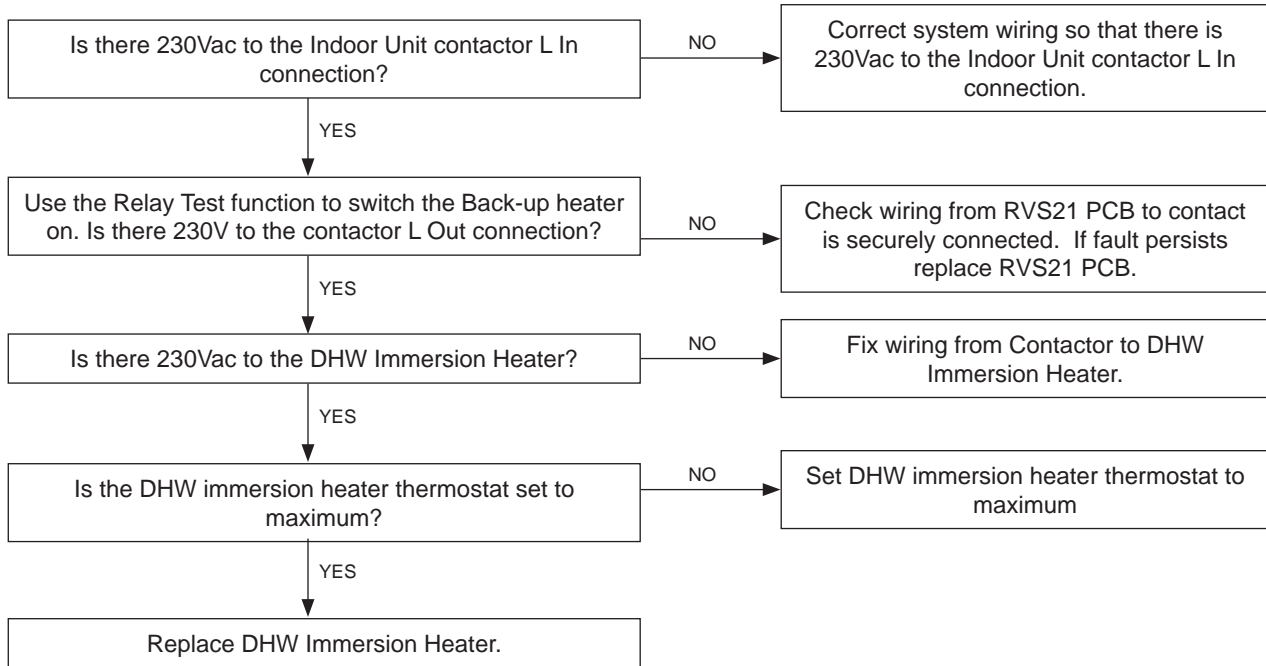 Is there 230Vac to the Indoor Unit contactor L In
connection?
NO
Correct system wiring so that there is
230Vac to the Indoor Unit contactor L In
connection.
YES
Use the Relay Test function to switch the Back-up heater
on. Is there 230V to the contactor L Out connection?
NO
Check wiring from RVS21 PCB to contact
is securely connected.  If fault persists
replace RVS21 PCB.
YES
Is there 230Vac to the DHW Immersion Heater?
NO
Fix wiring from Contactor to DHW
Immersion Heater.
YES
Is the DHW immersion heater thermostat set to
maximum?
NO
Set DHW immersion heater thermostat to
maximum
YES
Replace DHW Immersion Heater.